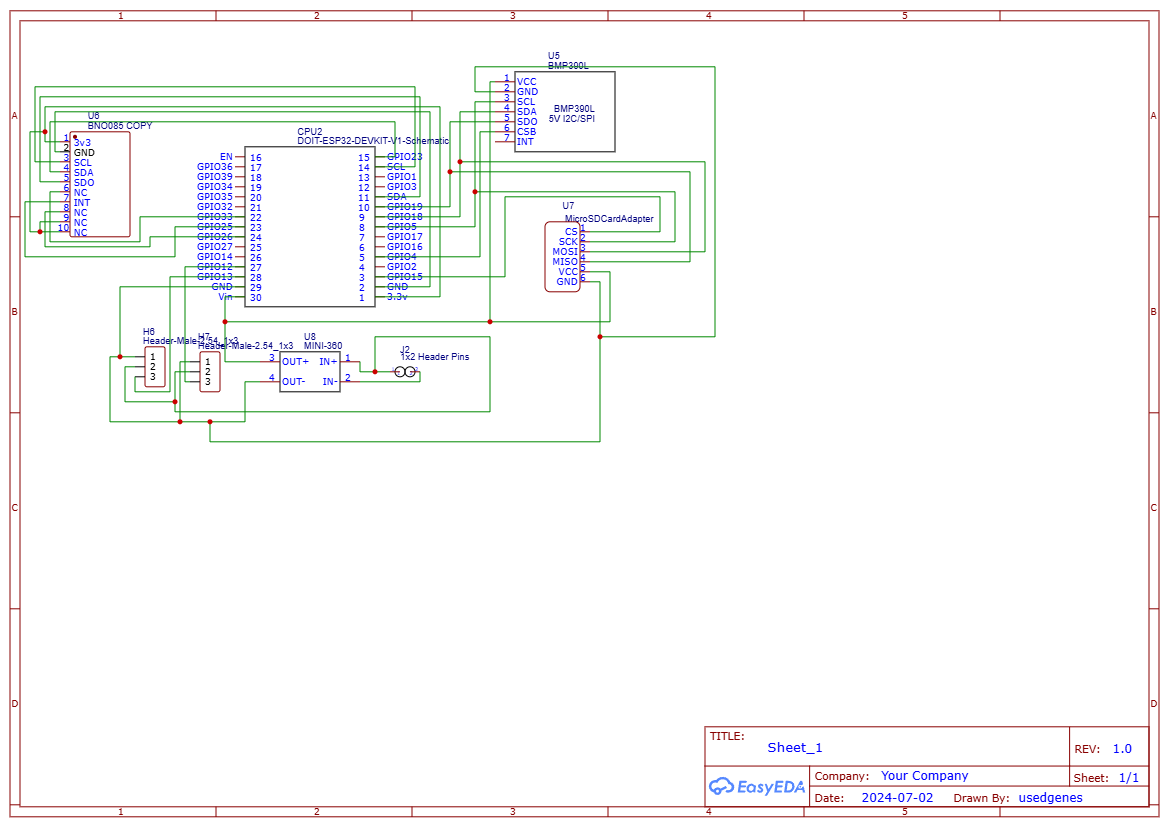 1 2 3 4 5
A A
B B
C C
D D
U5
BMP390L
1 VCC
2 GND
3 SCL
4 SDA
5 SDO
6 CSB
7 INT
BMP390L
5V I2C/SPI
U6
BNO085 COPY
1 3v3
2 GND
3 SCL
4 SDA
5 SDO
6 NC
7 INT
8 NC
9 NC
10 NC
CPU2
DOIT-ESP32-DEVKIT-V1-Schematic
EN 16 15 GPIO23
GPIO36 17 14 SCL
GPIO39 18 13 GPIO1
GPIO34 19 12 GPIO3
GPIO35 20 11 SDA
GPIO32 21 10 GPIO19
GPIO33 22 9 GPIO18
GPIO25 23 8 GPIO5
GPIO26 24 7 GPIO17
GPIO27 25 6 GPIO16
GPIO14 26 5 GPIO4
GPIO12 27 4 GPIO2
GPIO13 28 3 GPIO15
GND 29 2 GND
Vin 30 1 3.3v
U7
MicroSDCardAdapter
CS 1
SCK 2
MOSI 3
MISO 4
VCC 5
GND 6
H6
Header-Male-2.54_1x3
1
2
3
H7
Header-Male-2.54_1x3
1
2
3
U8
MINI-360
3 OUT+ IN+ 1
4 OUT- IN- 2
J2
1x2 Header Pins
TITLE:
Sheet_1
REV: 1.0
EasyEDA
Company: Your Company
Sheet: 1/1
Date: 2024-07-02 Drawn By: usedgenes
1 2 3 4 5